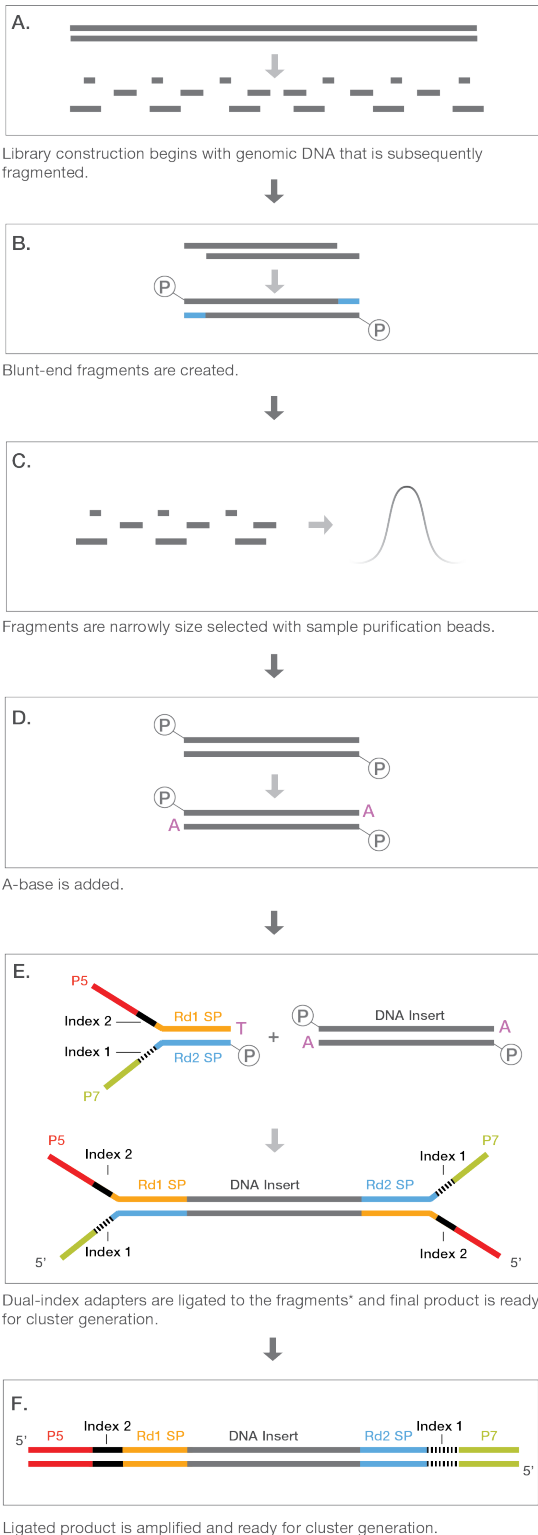 A.
Library construction begins with genomic DNA that is subsequently
fragmented.
B.
P
P
Blunt-end fragments are created.
C.
Fragments are narrowly size selected with sample purification beads.
D.
P
P
P
A
A
P
A-base is added.
E.
P5
Rd1 SP
Index 2
T
Index 1
Rd2 SP
P
P7
+
P
DNA Insert
A
A
P
P5
Index 2
Rd1 SP
DNA Insert
Rd2 SP
Index 1
P7
5'
Index 1
Index 2
5'
Dual-index adapters are ligated to the fragments* and final product is ready
for cluster generation.
F.
5'
P5
Index 2
Rd1 SP
DNA Insert
Rd2 SP
Index 1
P7
5'
Ligated product is amplified and ready for cluster generation.